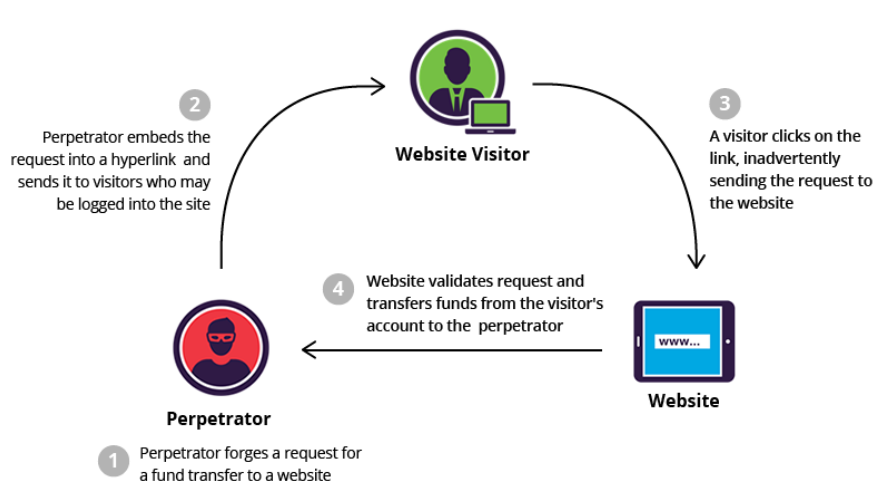 2
Perpetrator embeds the
request into a hyperlink and
sends it to visitors who may
be logged into the site
Website Visitor
3
A visitor clicks on the
link, inadvertently
sending the request to
the website
4
Website validates request and
transfers funds from the visitor's
account to the perpetrator
www...
Website
Perpetrator
1
Perpetrator forges a request for
a fund transfer to a website